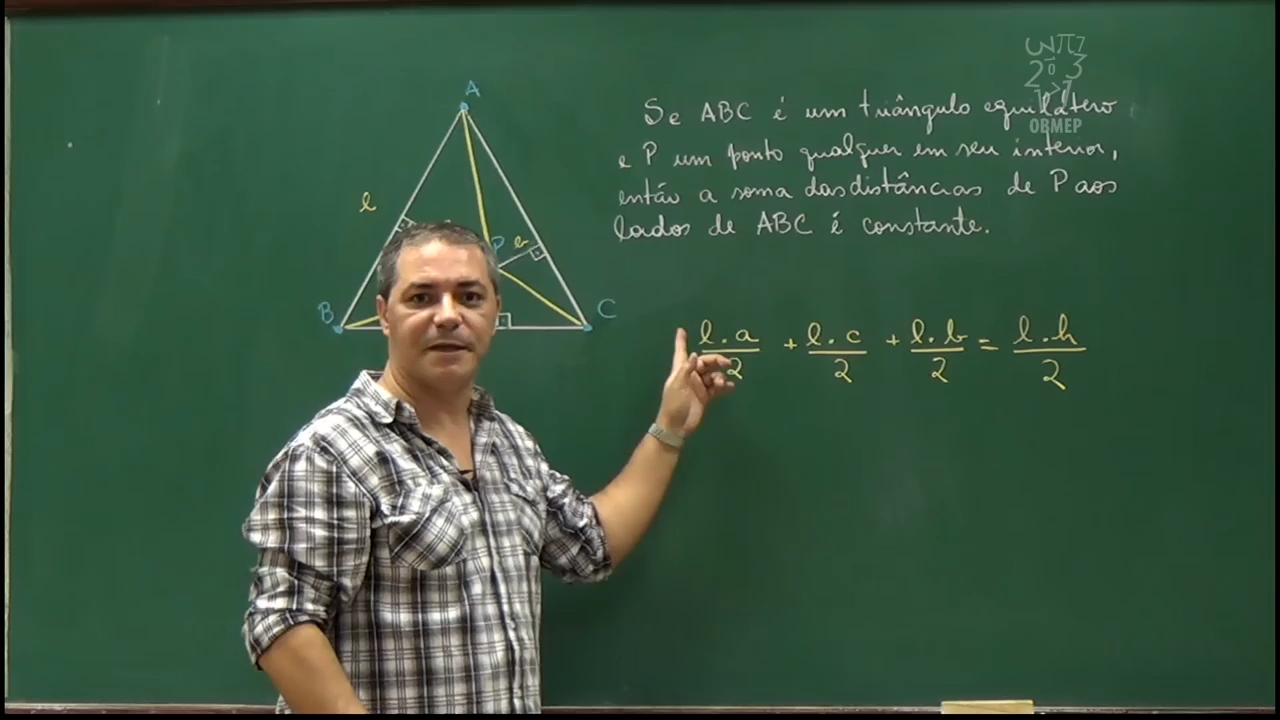 A
l
P b
B
C
Se ABC é um triângulo equilátero
e P um ponto qualquer em seu interior,
então a soma das distâncias de P aos
lados de ABC é constante.
l.a/2 + l.c/2 + l.b/2 = l.h/2
OBMEP